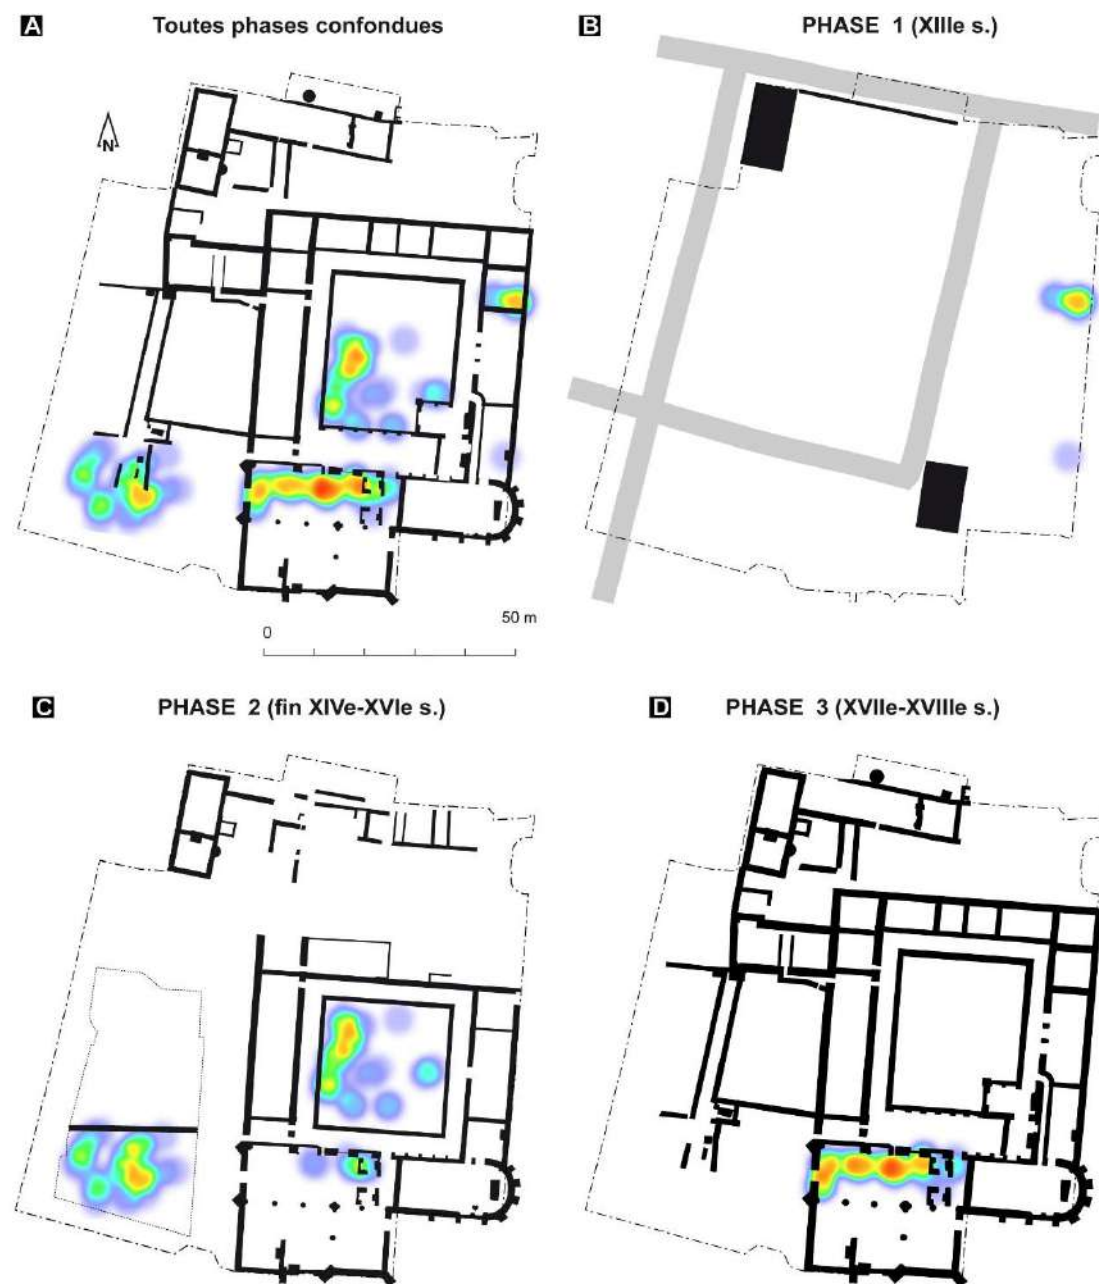 A Toutes phases confondues
B PHASE 1 (XIIIe s.)
N
0 50 m
C PHASE 2 (fin XIVe-XVIe s.)
D PHASE 3 (XVIIe-XVIIIe s.)